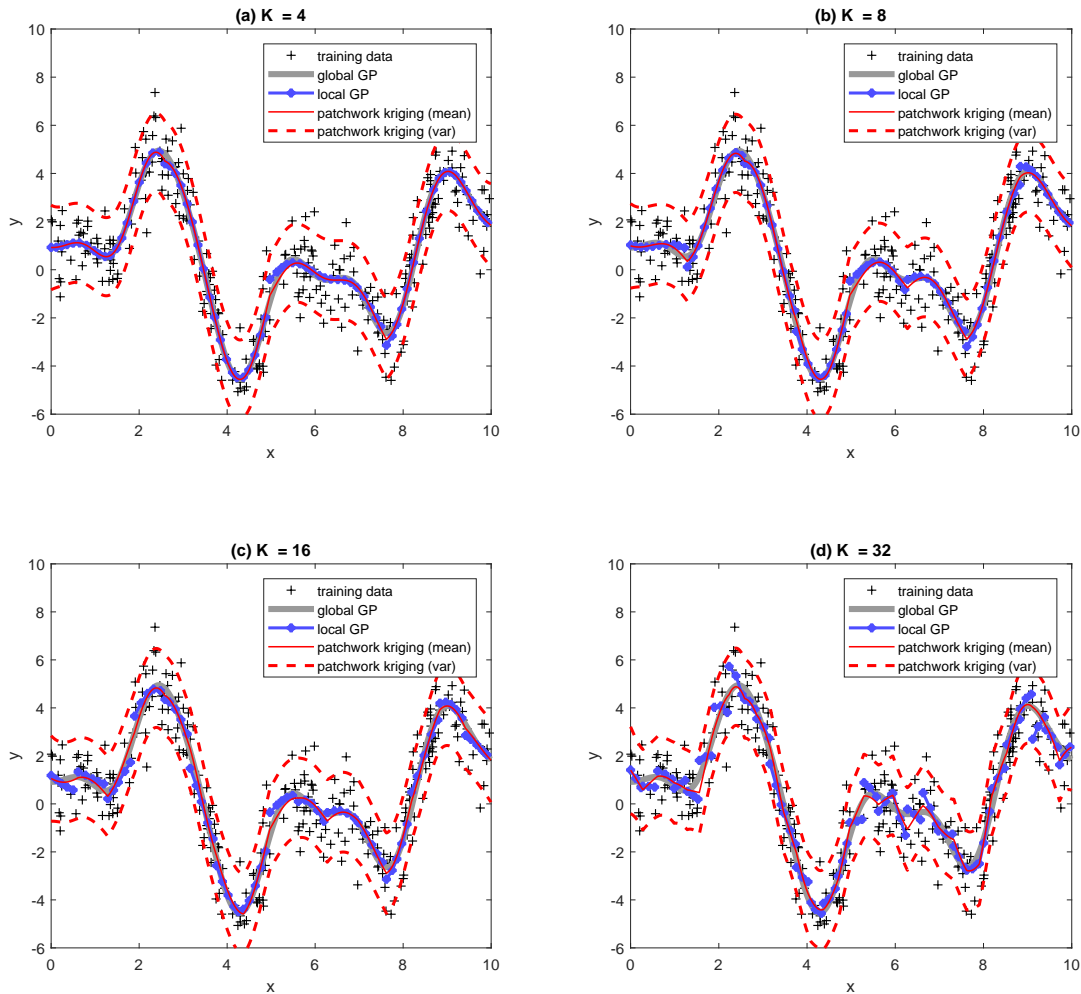 (a) K = 4
10
8
6
4
2
0
-2
-4
-6
y
0 2 4 6 8 10
x
training data
global GP
local GP
patchwork kriging (mean)
patchwork kriging (var)
(b) K = 8
10
8
6
4
2
0
-2
-4
-6
y
0 2 4 6 8 10
x
training data
global GP
local GP
patchwork kriging (mean)
patchwork kriging (var)
(c) K = 16
10
8
6
4
2
0
-2
-4
-6
y
0 2 4 6 8 10
x
training data
global GP
local GP
patchwork kriging (mean)
patchwork kriging (var)
(d) K = 32
10
8
6
4
2
0
-2
-4
-6
y
0 2 4 6 8 10
x
training data
global GP
local GP
patchwork kriging (mean)
patchwork kriging (var)